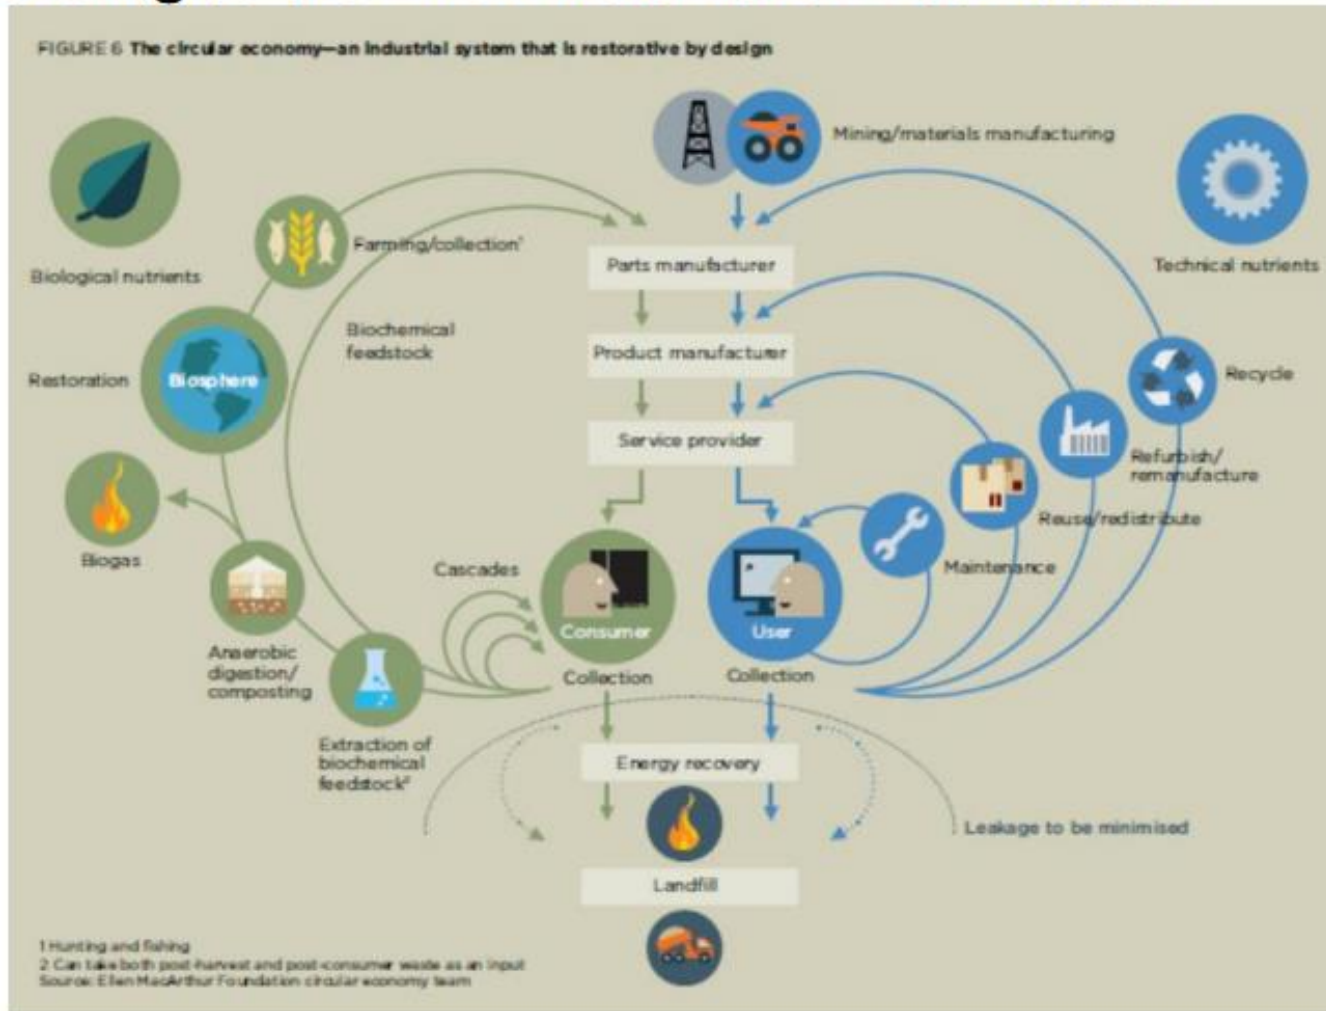 FIGURE 6 The circular economy—an industrial system that is restorative by design
Mining/materials manufacturing
Biological nutrients
Farming/collection¹
Parts manufacturer
Technical nutrients
Biochemical
feedstock
Product manufacturer
Restoration
Biosphere
Recycle
Service provider
Refurbish/
remanufacture
Reuse/redistribute
Biogas
Cascades
Maintenance
Consumer
User
Anaerobic
digestion/
composting
Collection
Collection
Extraction of
biochemical
feedstock²
Energy recovery
Leakage to be minimised
Landfill
1 Hunting and fishing
2 Can take both post-harvest and post-consumer waste as an input
Source: Ellen MacArthur Foundation circular economy team